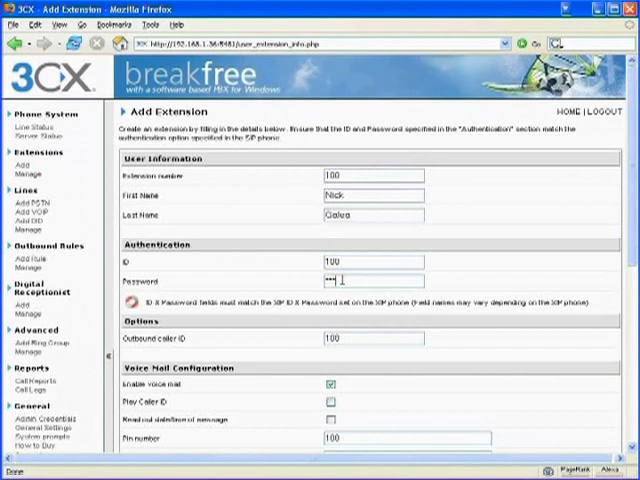 3CX - Add Extension - Mozilla Firefox
File Edit View Go Bookmarks Tools Help
http://192.168.1.36:5481/user_extension_info.php
Go
3CX
breakfree
with a software based PBX for Windows
Phone System
Line Status
Server Status
Extensions
Add
Manage
Lines
Add PSTN
Add VOIP
Add DID
Manage
Outbound Rules
Add Rule
Manage
Digital
Receptionist
Add
Manage
Advanced
Add Ring Group
Manage
Reports
Call Reports
Call Logs
General
Admin Credentials
General Settings
System prompts
How to Buy
Add Extension
HOME | LOGOUT
Create an extension by filling in the details below. Ensure that the ID and Password specified in the "Authentication" section match the
authentication option specified in the SIP phone.
User Information
Extension number 100
First Name Nick
Last Name Galea
Authentication
ID 100
Password ***
ID & Password fields must match the SIP ID & Password set on the SIP phone (Field names may vary depending on the SIP phone)
Options
Outbound caller ID 100
Voice Mail Configuration
Enable voice mail
Play Caller ID
Read out date/time of message
Pin number 100
Done
PageRank Alexa